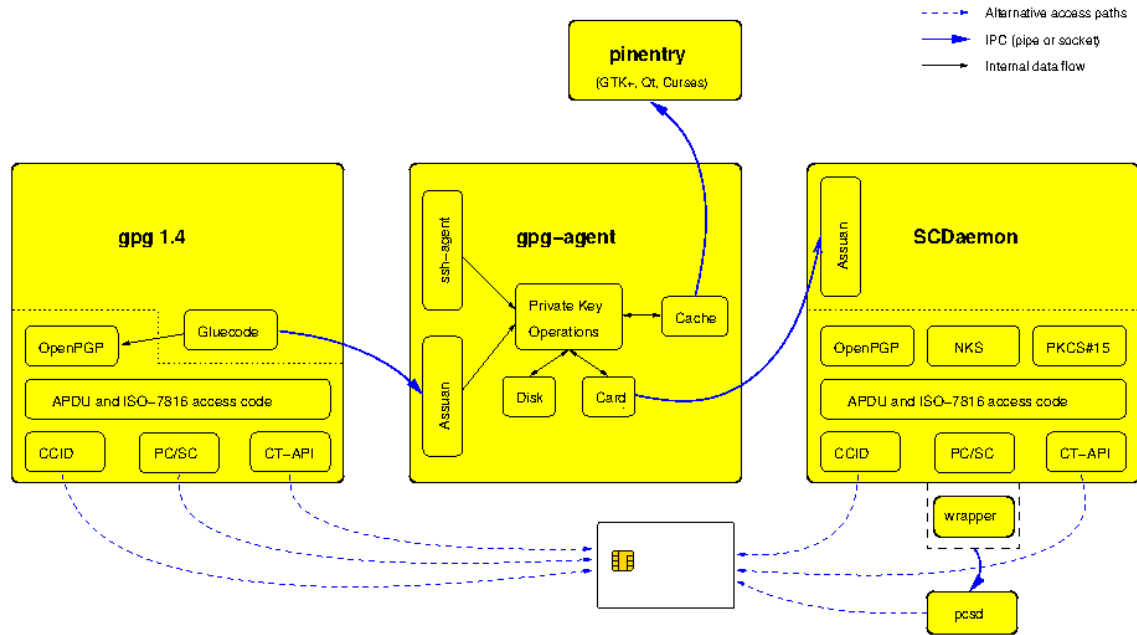 Alternative access paths
IPC (pipe or socket)
Internal data flow
pinentry
(GTK+, Qt, Curses)
gpg 1.4
OpenPGP
Gluecode
APDU and ISO−7816 access code
CCID
PC/SC
CT−API
gpg−agent
ssh−agent
Assuan
Private Key
Operations
Cache
Disk
Card
SCDaemon
Assuan
OpenPGP
NKS
PKCS#15
APDU and ISO−7816 access code
CCID
PC/SC
CT−API
wrapper
pcsd